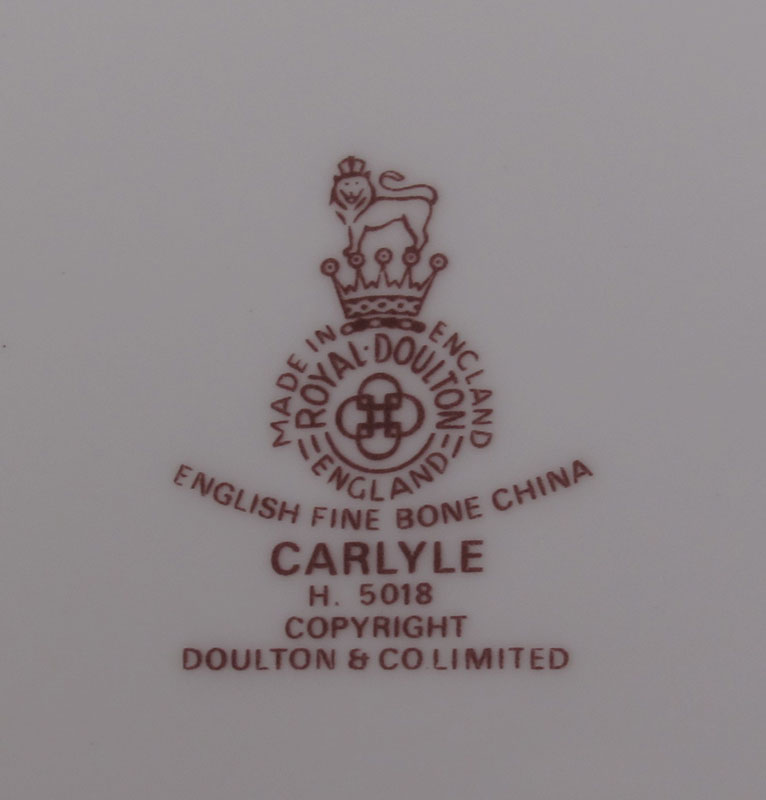 MADE IN ENGLAND
ROYAL·DOULTON
ENGLAND
ENGLISH FINE BONE CHINA
CARLYLE
H. 5018
COPYRIGHT
DOULTON & CO.LIMITED